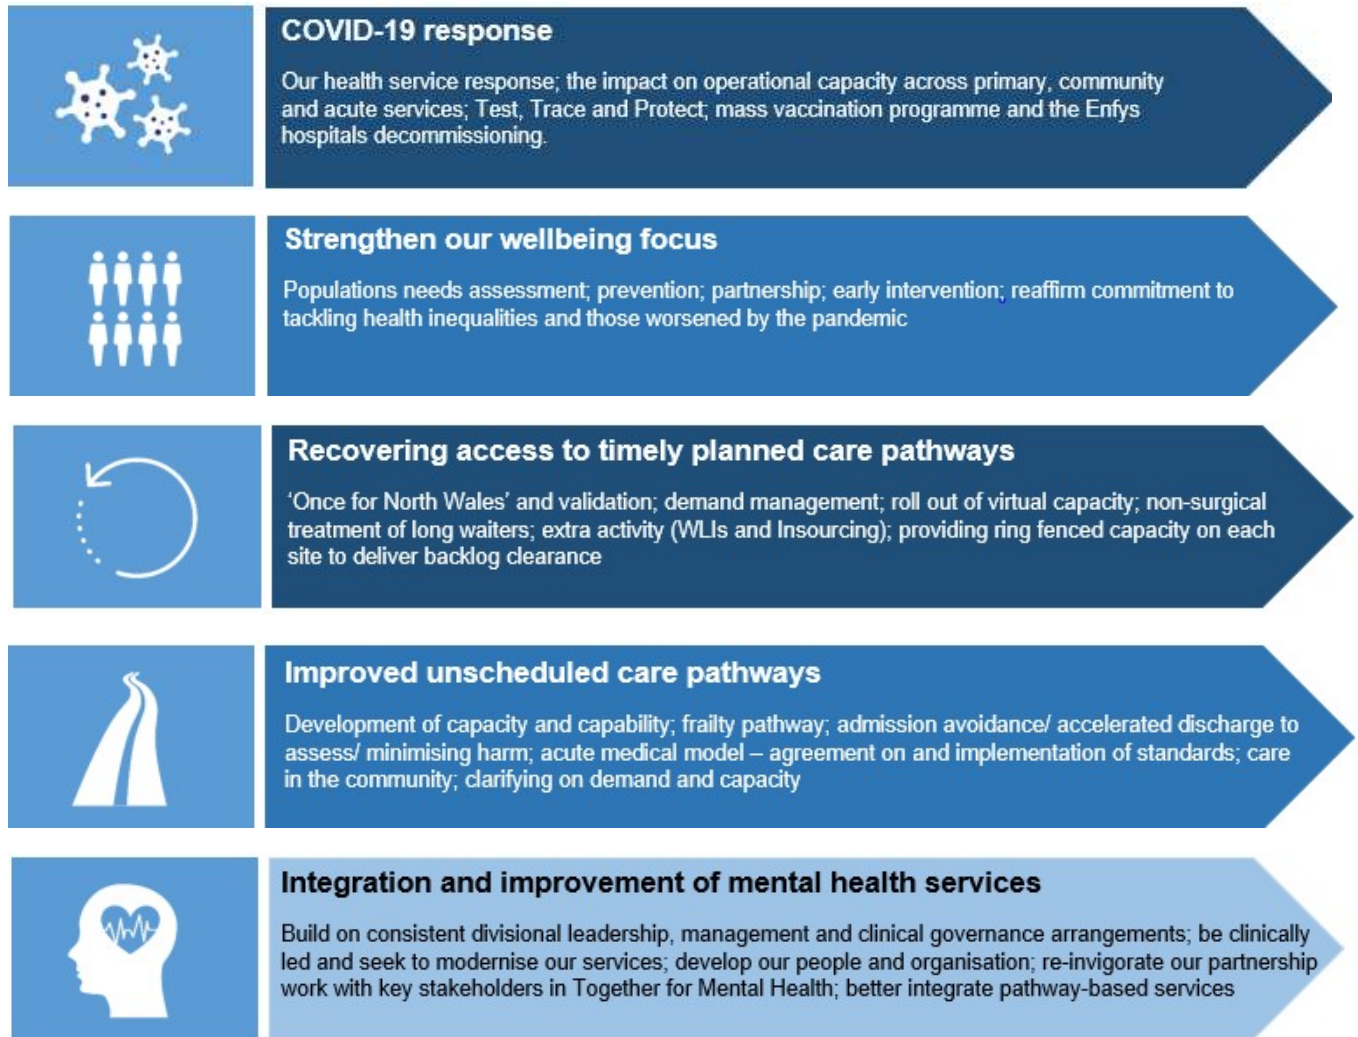 COVID-19 response
Our health service response; the impact on operational capacity across primary, community
and acute services; Test, Trace and Protect; mass vaccination programme and the Enfys
hospitals decommissioning.
Strengthen our wellbeing focus
Populations needs assessment; prevention; partnership; early intervention; reaffirm commitment to
tackling health inequalities and those worsened by the pandemic
Recovering access to timely planned care pathways
‘Once for North Wales’ and validation; demand management; roll out of virtual capacity; non-surgical
treatment of long waiters; extra activity (WLIs and Insourcing); providing ring fenced capacity on each
site to deliver backlog clearance
Improved unscheduled care pathways
Development of capacity and capability; frailty pathway; admission avoidance/ accelerated discharge to
assess/ minimising harm; acute medical model – agreement on and implementation of standards; care
in the community; clarifying on demand and capacity
Integration and improvement of mental health services
Build on consistent divisional leadership, management and clinical governance arrangements; be clinically
led and seek to modernise our services; develop our people and organisation; re-invigorate our partnership
work with key stakeholders in Together for Mental Health; better integrate pathway-based services